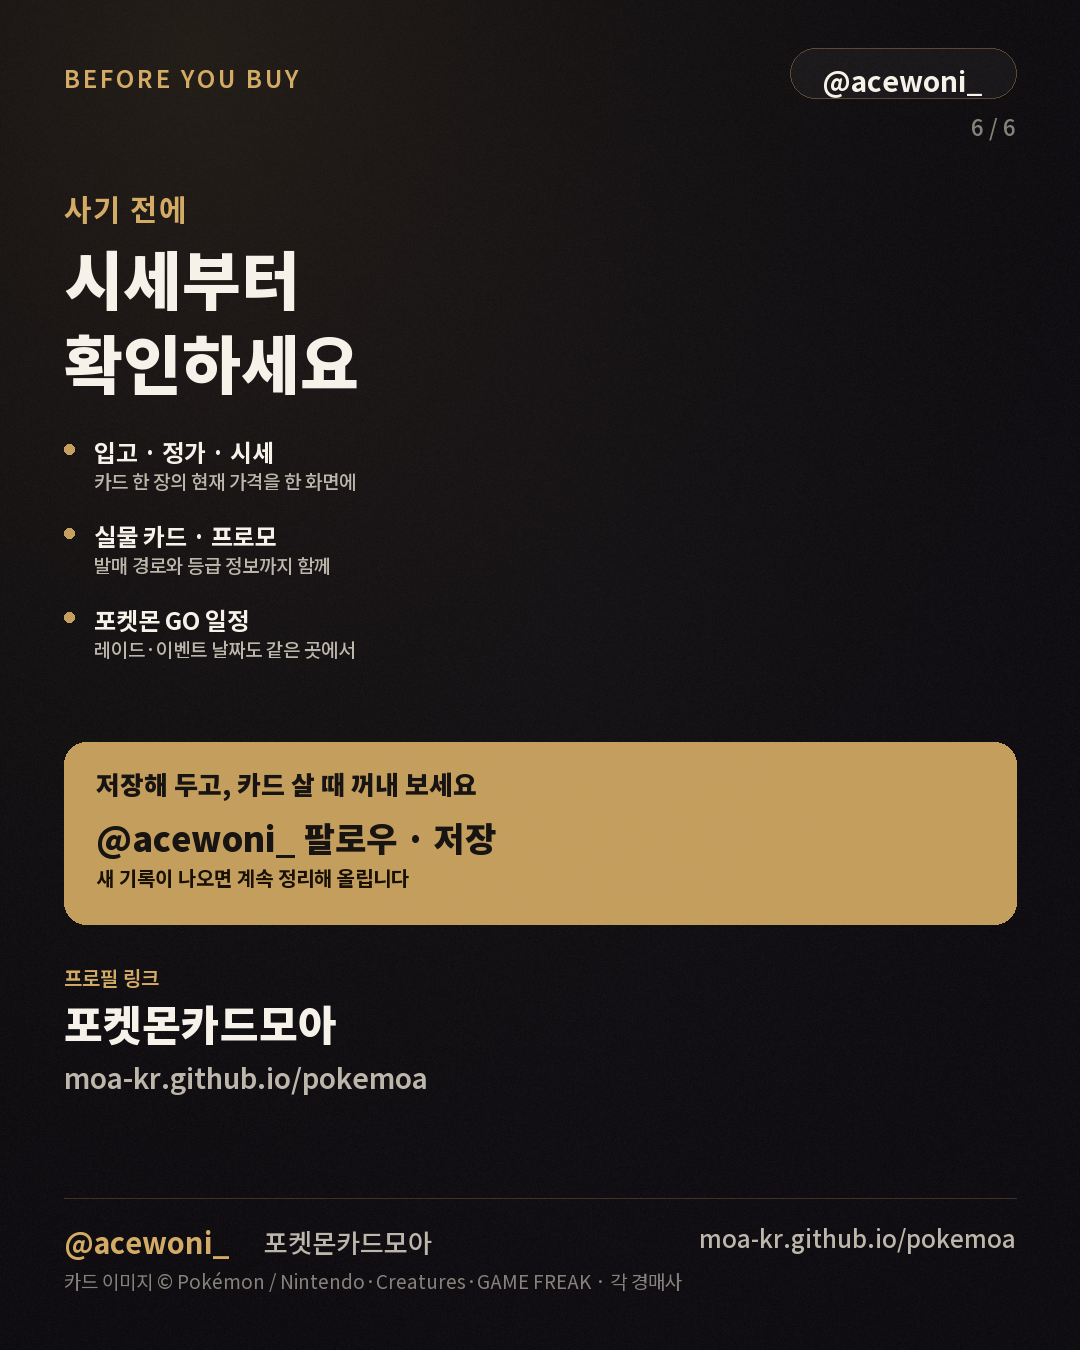 BEFORE YOU BUY
@acewoni_
6 / 6
사기 전에
시세부터
확인하세요
입고 · 정가 · 시세
카드 한 장의 현재 가격을 한 화면에
실물 카드 · 프로모
발매 경로와 등급 정보까지 함께
포켓몬 GO 일정
레이드·이벤트 날짜도 같은 곳에서
저장해 두고, 카드 살 때 꺼내 보세요
@acewoni_ 팔로우 · 저장
새 기록이 나오면 계속 정리해 올립니다
프로필 링크
포켓몬카드모아
moa-kr.github.io/pokemoa
@acewoni_ 포켓몬카드모아
moa-kr.github.io/pokemoa
카드 이미지 © Pokémon / Nintendo·Creatures·GAME FREAK · 각 경매사